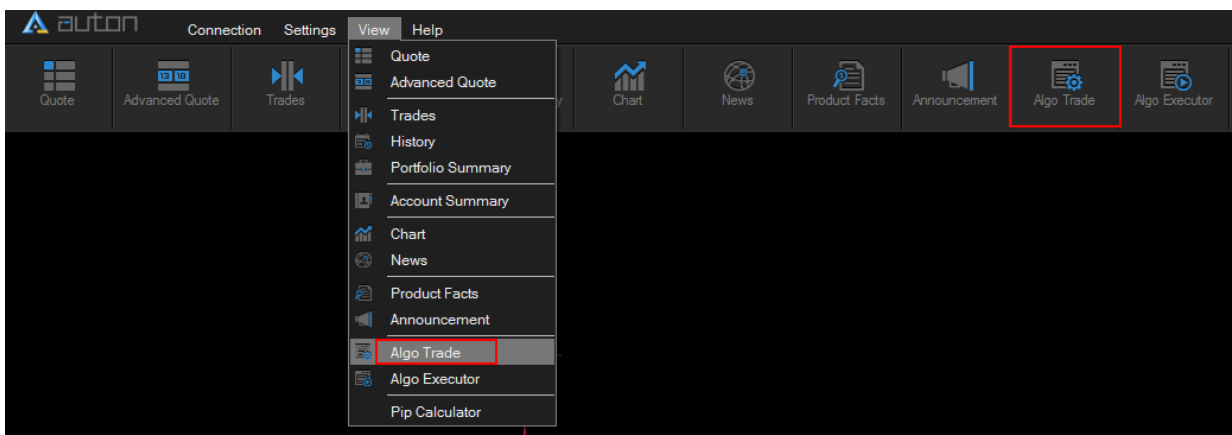 auton
Connection Settings View Help
Quote Advanced Quote Trades Chart News Product Facts Announcement Algo Trade Algo Executor
Quote
Advanced Quote
Trades
History
Portfolio Summary
Account Summary
Chart
News
Product Facts
Announcement
Algo Trade
Algo Executor
Pip Calculator